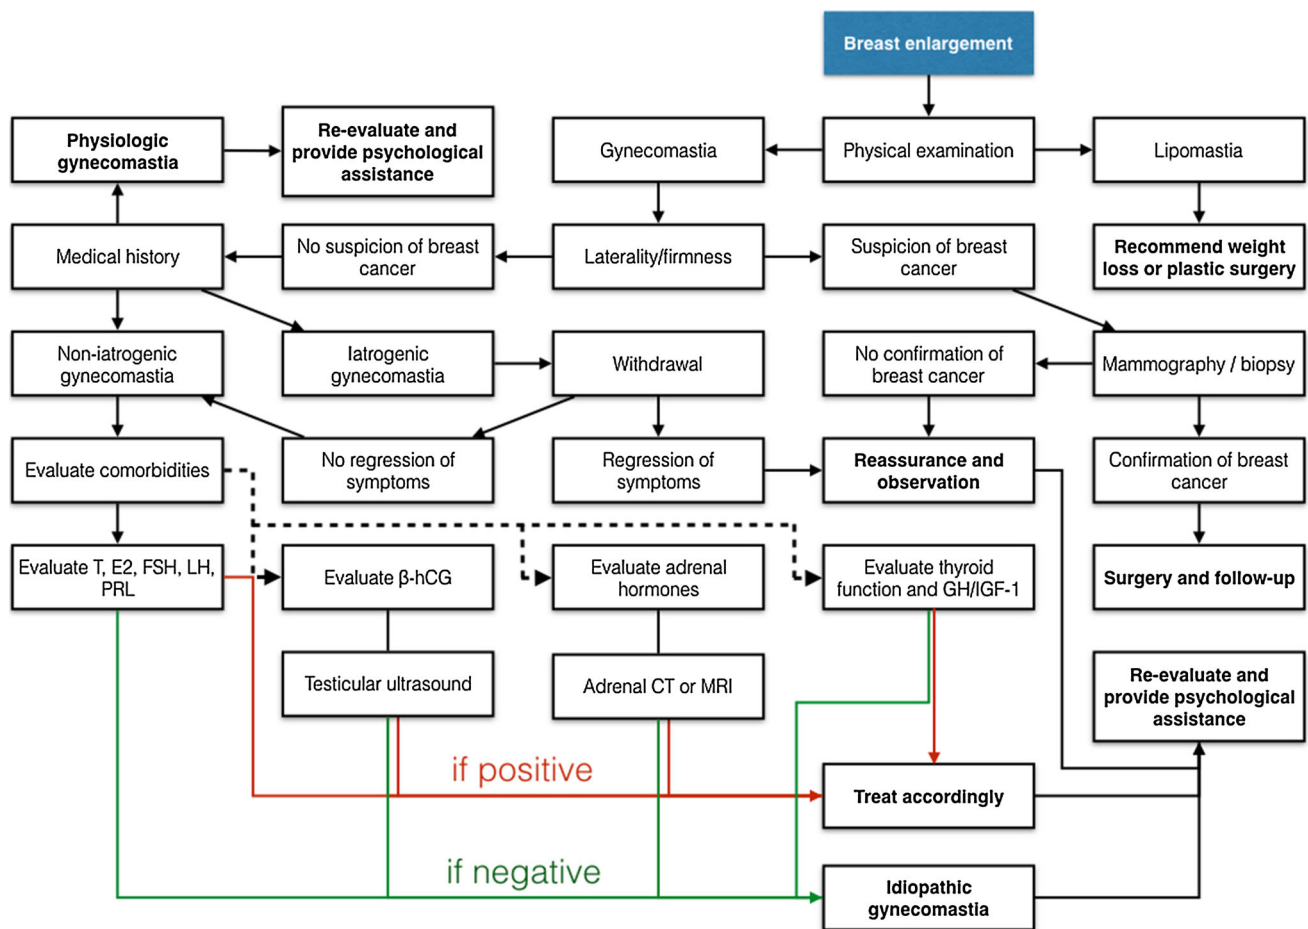 Breast enlargement
Physiologic
gynecomastia
Re-evaluate and
provide psychological
assistance
Gynecomastia
Physical examination
Lipomastia
Medical history
No suspicion of breast
cancer
Laterality/firmness
Suspicion of breast
cancer
Recommend weight
loss or plastic surgery
Non-iatrogenic
gynecomastia
Iatrogenic
gynecomastia
Withdrawal
No confirmation of
breast cancer
Mammography / biopsy
Evaluate comorbidities
No regression of
symptoms
Regression of
symptoms
Reassurance and
observation
Confirmation of breast
cancer
Evaluate T, E2, FSH, LH,
PRL
Evaluate β-hCG
Evaluate adrenal
hormones
Evaluate thyroid
function and GH/IGF-1
Surgery and follow-up
Testicular ultrasound
Adrenal CT or MRI
Re-evaluate and
provide psychological
assistance
if positive
Treat accordingly
if negative
Idiopathic
gynecomastia